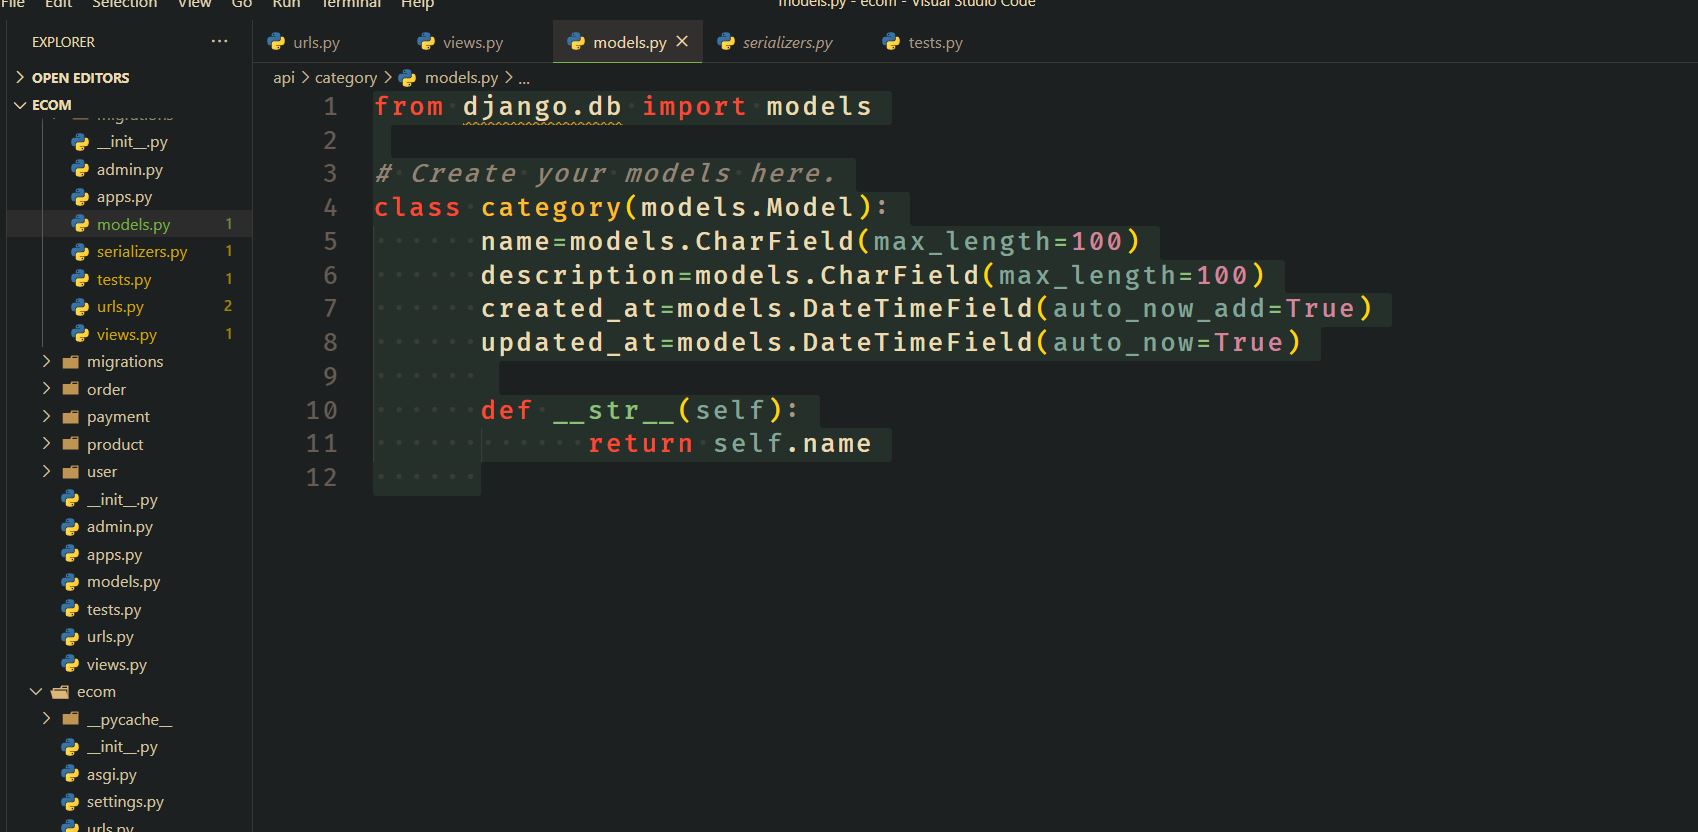 File Edit Selection View Go Run Terminal Help
models.py - ecom - Visual Studio Code
EXPLORER ···
OPEN EDITORS
ECOM
migrations
__init__.py
admin.py
apps.py
models.py 1
serializers.py 1
tests.py 1
urls.py 2
views.py 1
migrations
order
payment
product
user
__init__.py
admin.py
apps.py
models.py
tests.py
urls.py
views.py
ecom
__pycache__
__init__.py
asgi.py
settings.py
urls.py
urls.py views.py models.py serializers.py tests.py
api > category > models.py > ...
1 from django.db import models
2
3 # Create your models here.
4 class category(models.Model):
5 name=models.CharField(max_length=100)
6 description=models.CharField(max_length=100)
7 created_at=models.DateTimeField(auto_now_add=True)
8 updated_at=models.DateTimeField(auto_now=True)
9
10 def __str__(self):
11 return self.name
12